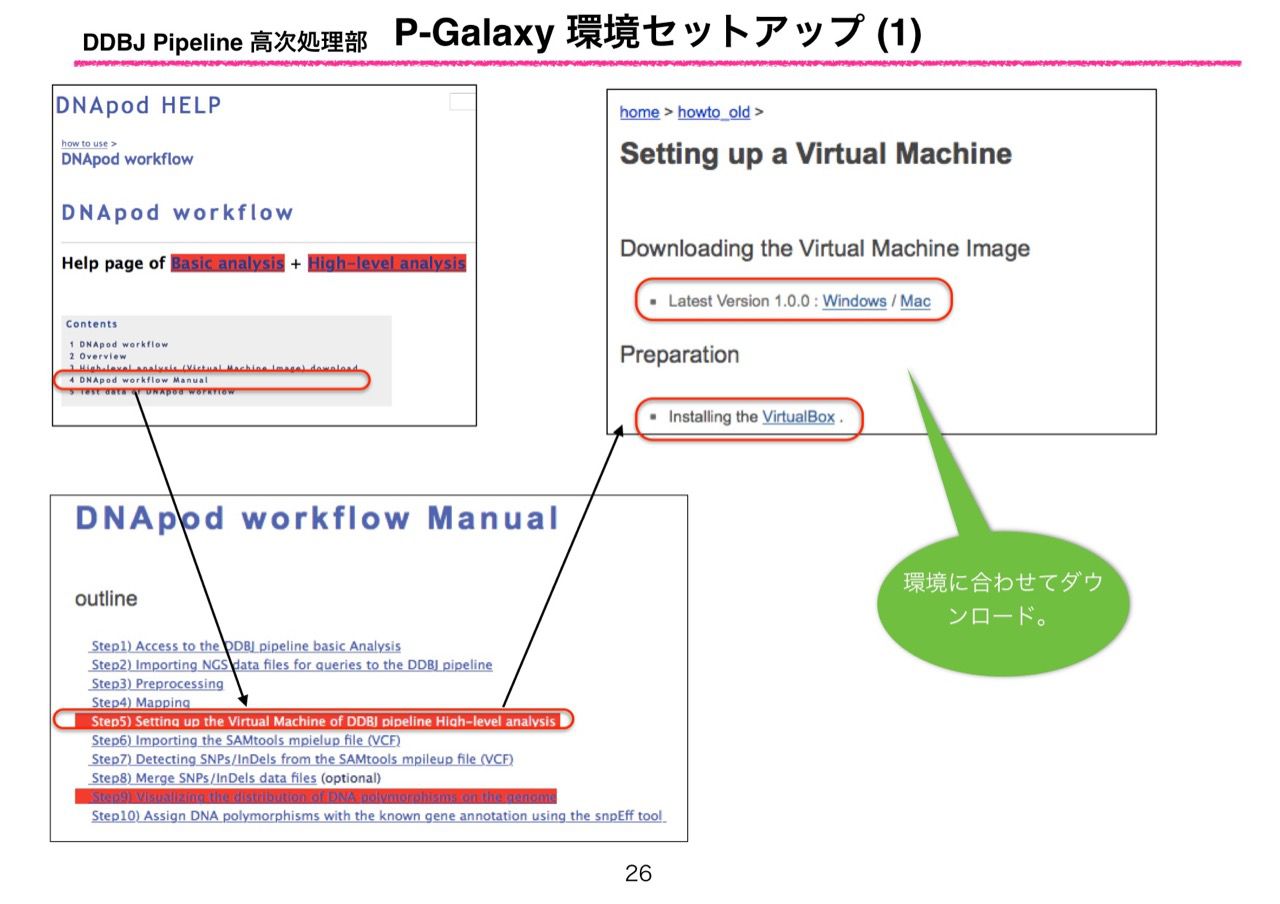 DDBJ Pipeline 高次処理部 P-Galaxy 環境セットアップ (1)
DNApod HELP
how to use >
DNApod workflow
DNApod workflow
Help page of Basic analysis + High-level analysis
Contents
1 DNApod workflow
2 Overview
3 High-level analysis (Virtual Machine Image) download
4 DNApod workflow Manual
5 Test data of DNApod workflow
home > howto_old >
Setting up a Virtual Machine
Downloading the Virtual Machine Image
▪ Latest Version 1.0.0 : Windows / Mac
Preparation
▪ Installing the VirtualBox .
環境に合わせてダウ
ンロード。
DNApod workflow Manual
outline
Step1) Access to the DDBJ pipeline basic Analysis
Step2) Importing NGS data files for queries to the DDBJ pipeline
Step3) Preprocessing
Step4) Mapping
Step5) Setting up the Virtual Machine of DDBJ pipeline High-level analysis
Step6) Importing the SAMtools mpielup file (VCF)
Step7) Detecting SNPs/InDels from the SAMtools mpileup file (VCF)
Step8) Merge SNPs/InDels data files (optional)
Step9) Visualizing the distribution of DNA polymorphisms on the genome
Step10) Assign DNA polymorphisms with the known gene annotation using the snpEff tool
26